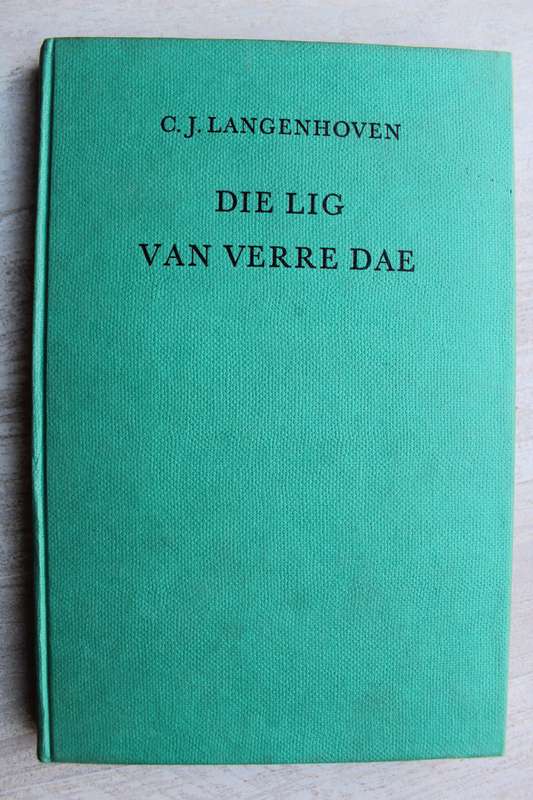 C. J. LANGENHOVEN
DIE LIG
VAN VERRE DAE